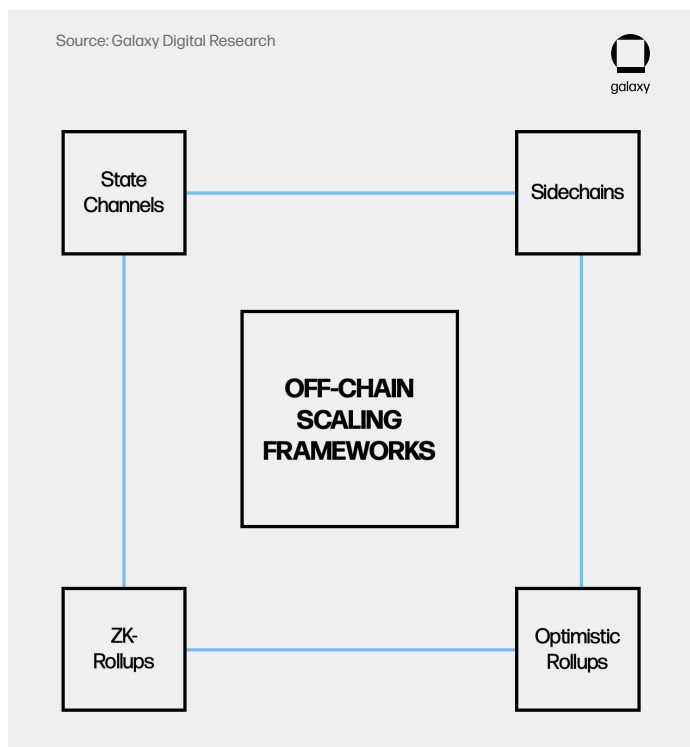 Source: Galaxy Digital Research
galaxy
State
Channels
Sidechains
OFF-CHAIN
SCALING
FRAMEWORKS
ZK-
Rollups
Optimistic
Rollups